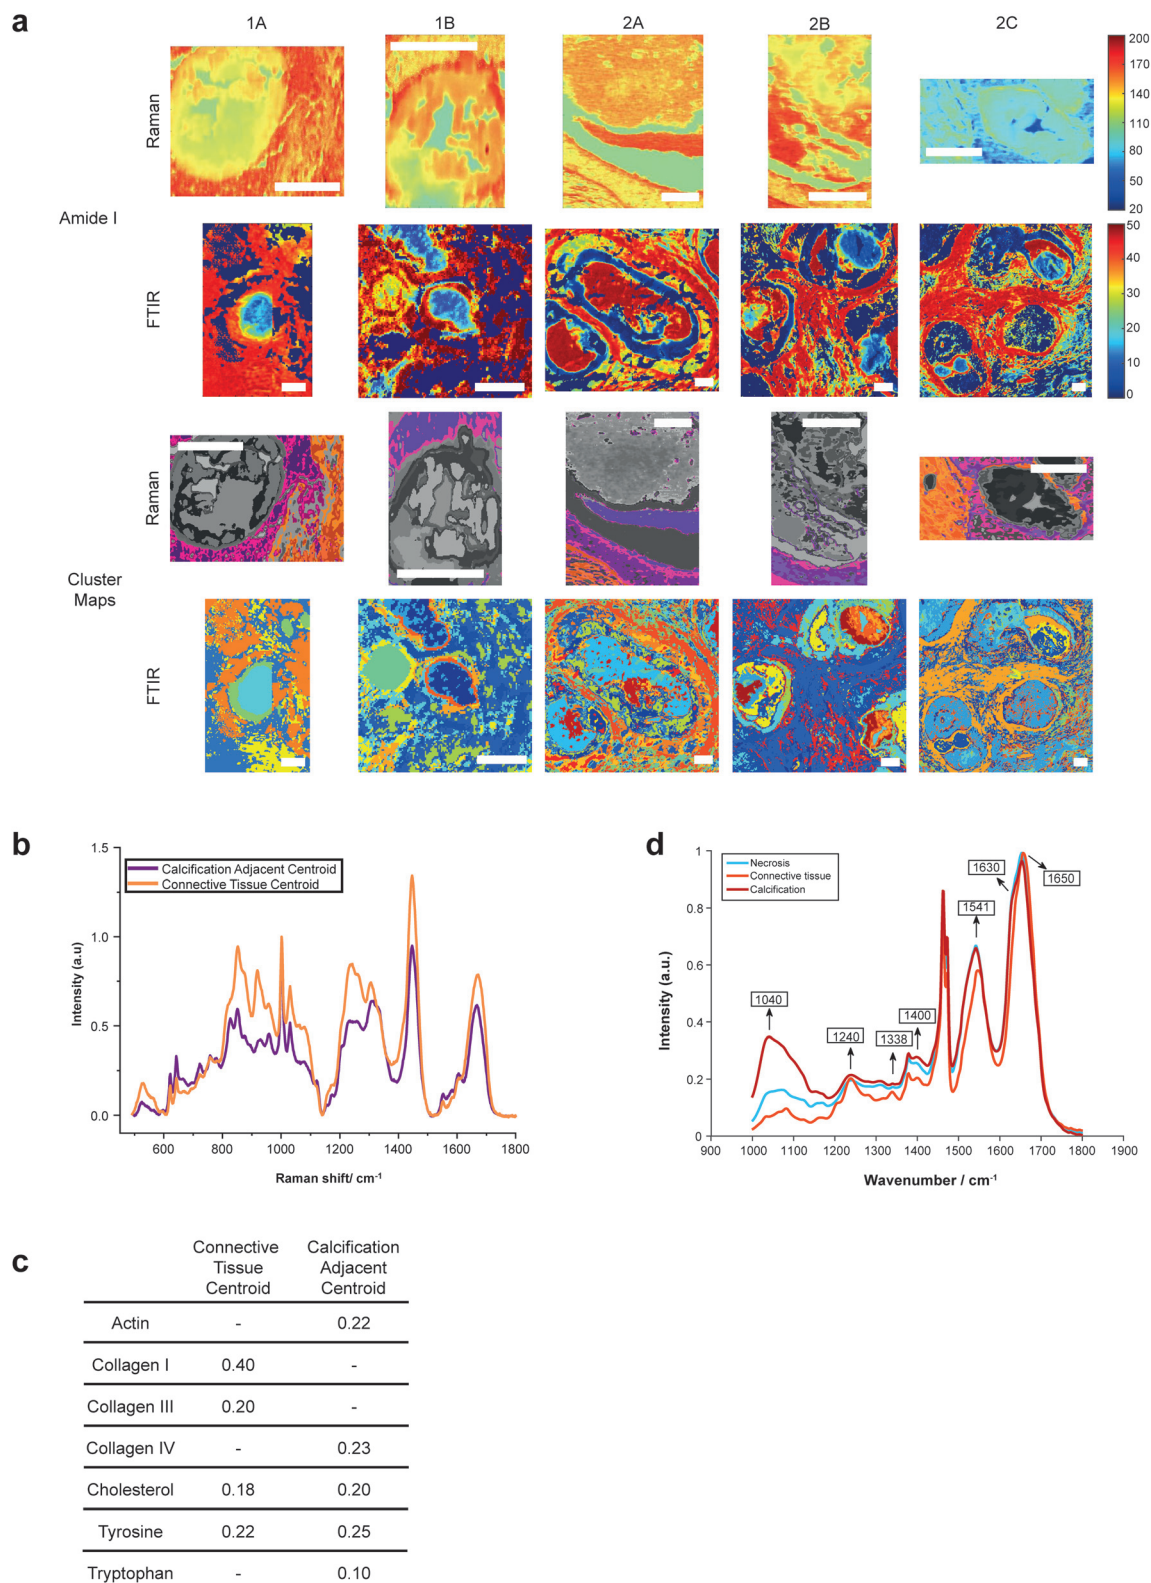 a
1A 1B 2A 2B 2C
Raman
200
170
140
110
80
50
20
Amide I
FTIR
50
40
30
20
10
0
Raman
Cluster
Maps
FTIR
b
1.5
1.0
0.5
0.0
Intensity (a.u)
Calcification Adjacent Centroid
Connective Tissue Centroid
600 800 1000 1200 1400 1600 1800
Raman shift/ cm-1
d
1
0.8
0.6
0.4
0.2
0
Intensity (a.u.)
Necrosis
Connective tissue
Calcification
1040
1240
1338
1400
1541
1630
1650
900 1000 1100 1200 1300 1400 1500 1600 1700 1800 1900
Wavenumber / cm-1
c
Connective Tissue Centroid
Calcification Adjacent Centroid
Actin - 0.22
Collagen I 0.40 -
Collagen III 0.20 -
Collagen IV - 0.23
Cholesterol 0.18 0.20
Tyrosine 0.22 0.25
Tryptophan - 0.10